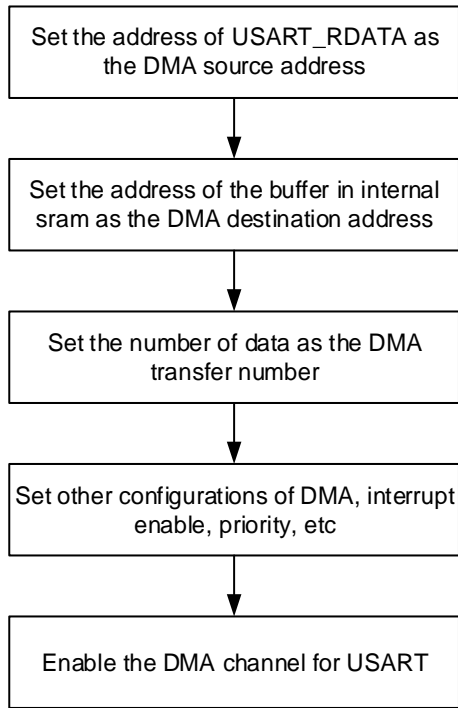 Set the address of USART_RDATA as
the DMA source address
Set the address of the buffer in internal
sram as the DMA destination address
Set the number of data as the DMA
transfer number
Set other configurations of DMA, interrupt
enable, priority, etc
Enable the DMA channel for USART